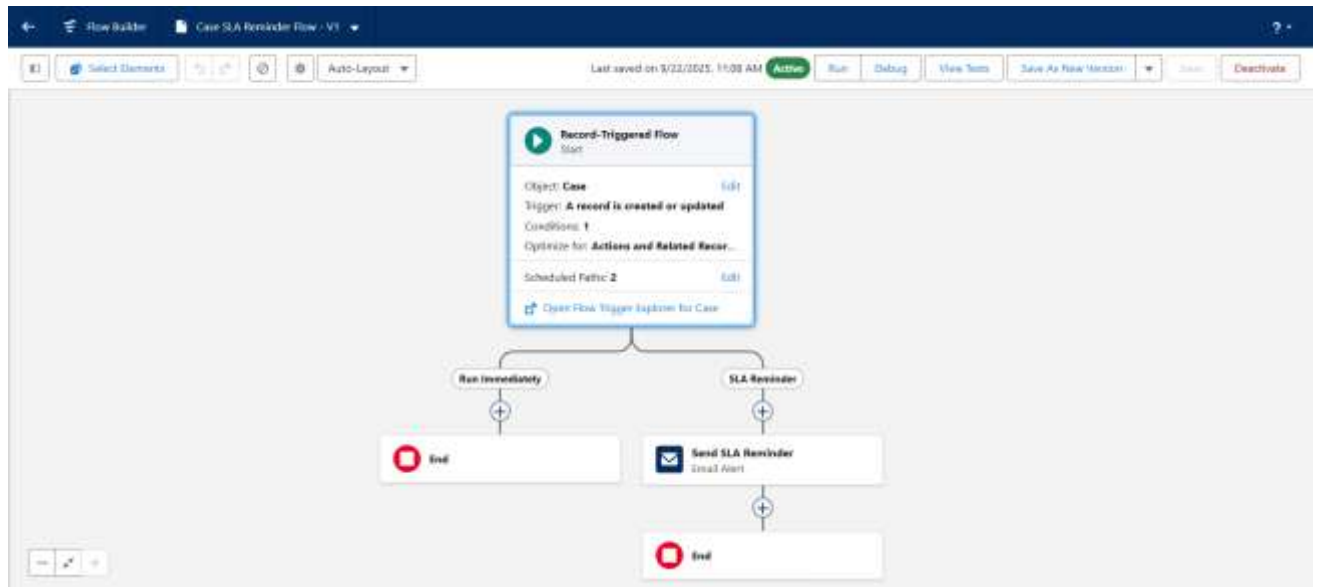 Flow Builder Case SLA Reminder Flow - V1 ?
Select Elements Auto-Layout Last saved on 9/22/2025, 11:08 AM Active Run Debug View Tests Save As New Version Save Deactivate
Record-Triggered Flow
Start
Object: Case Edit
Trigger: A record is created or updated
Conditions: 1
Optimize for: Actions and Related Recor...
Scheduled Paths: 2 Edit
Open Flow Trigger Explorer for Case
Run Immediately SLA Reminder
End Send SLA Reminder
Email Alert
End